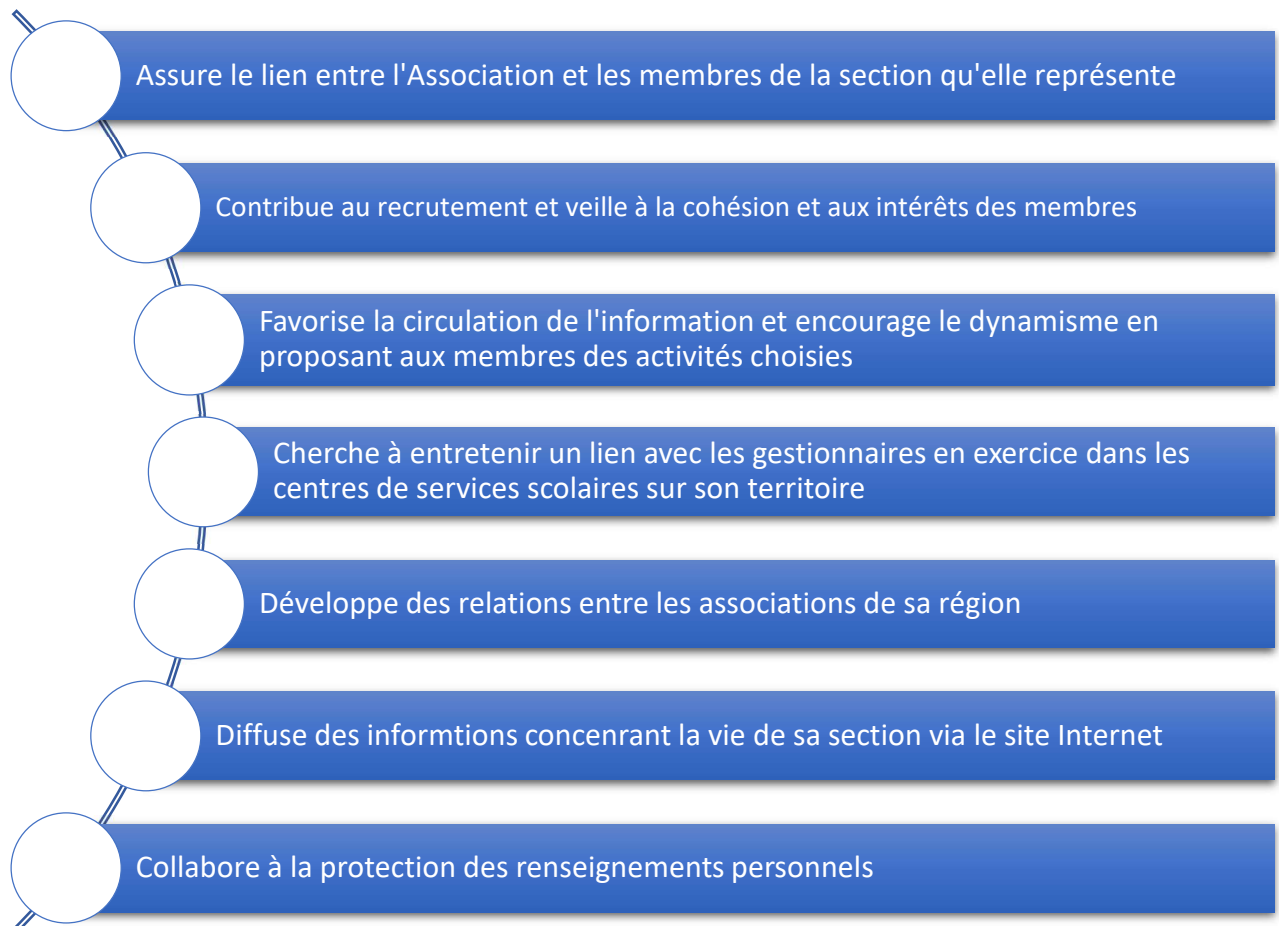 Assure le lien entre l'Association et les membres de la section qu'elle représente
Contribue au recrutement et veille à la cohésion et aux intérêts des membres
Favorise la circulation de l'information et encourage le dynamisme en
proposant aux membres des activités choisies
Cherche à entretenir un lien avec les gestionnaires en exercice dans les
centres de services scolaires sur son territoire
Développe des relations entre les associations de sa région
Diffuse des informtions concenrant la vie de sa section via le site Internet
Collabore à la protection des renseignements personnels